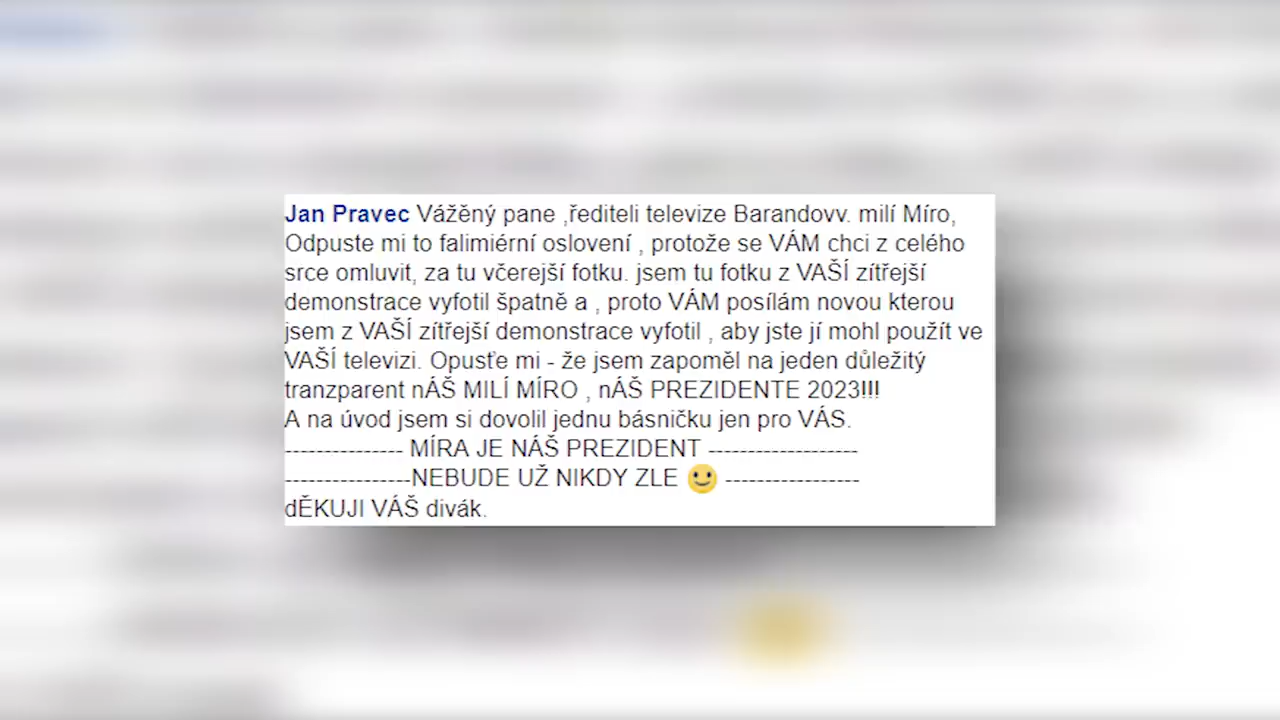 Jan Pravec Vážěný pane ,řediteli televize Barandovv. milí Míro,
Odpuste mi to falimiérní oslovení , protože se VÁM chci z celého
srce omluvit, za tu včerejší fotku. jsem tu fotku z VAŠÍ zítřejší
demonstrace vyfotil špatně a , proto VÁM posílám novou kterou
jsem z VAŠÍ zítřejší demonstrace vyfotil , aby jste jí mohl použít ve
VAŠÍ televizi. Opusťe mi - že jsem zapoměl na jeden důležitý
tranzparent nÁŠ MILÍ MÍRO , nÁŠ PREZIDENTE 2023!!!
A na úvod jsem si dovolil jednu básničku jen pro VÁS.
--------------- MÍRA JE NÁŠ PREZIDENT -------------------
----------------NEBUDE UŽ NIKDY ZLE 🙂 -----------------
dĚKUJI VÁŠ divák.